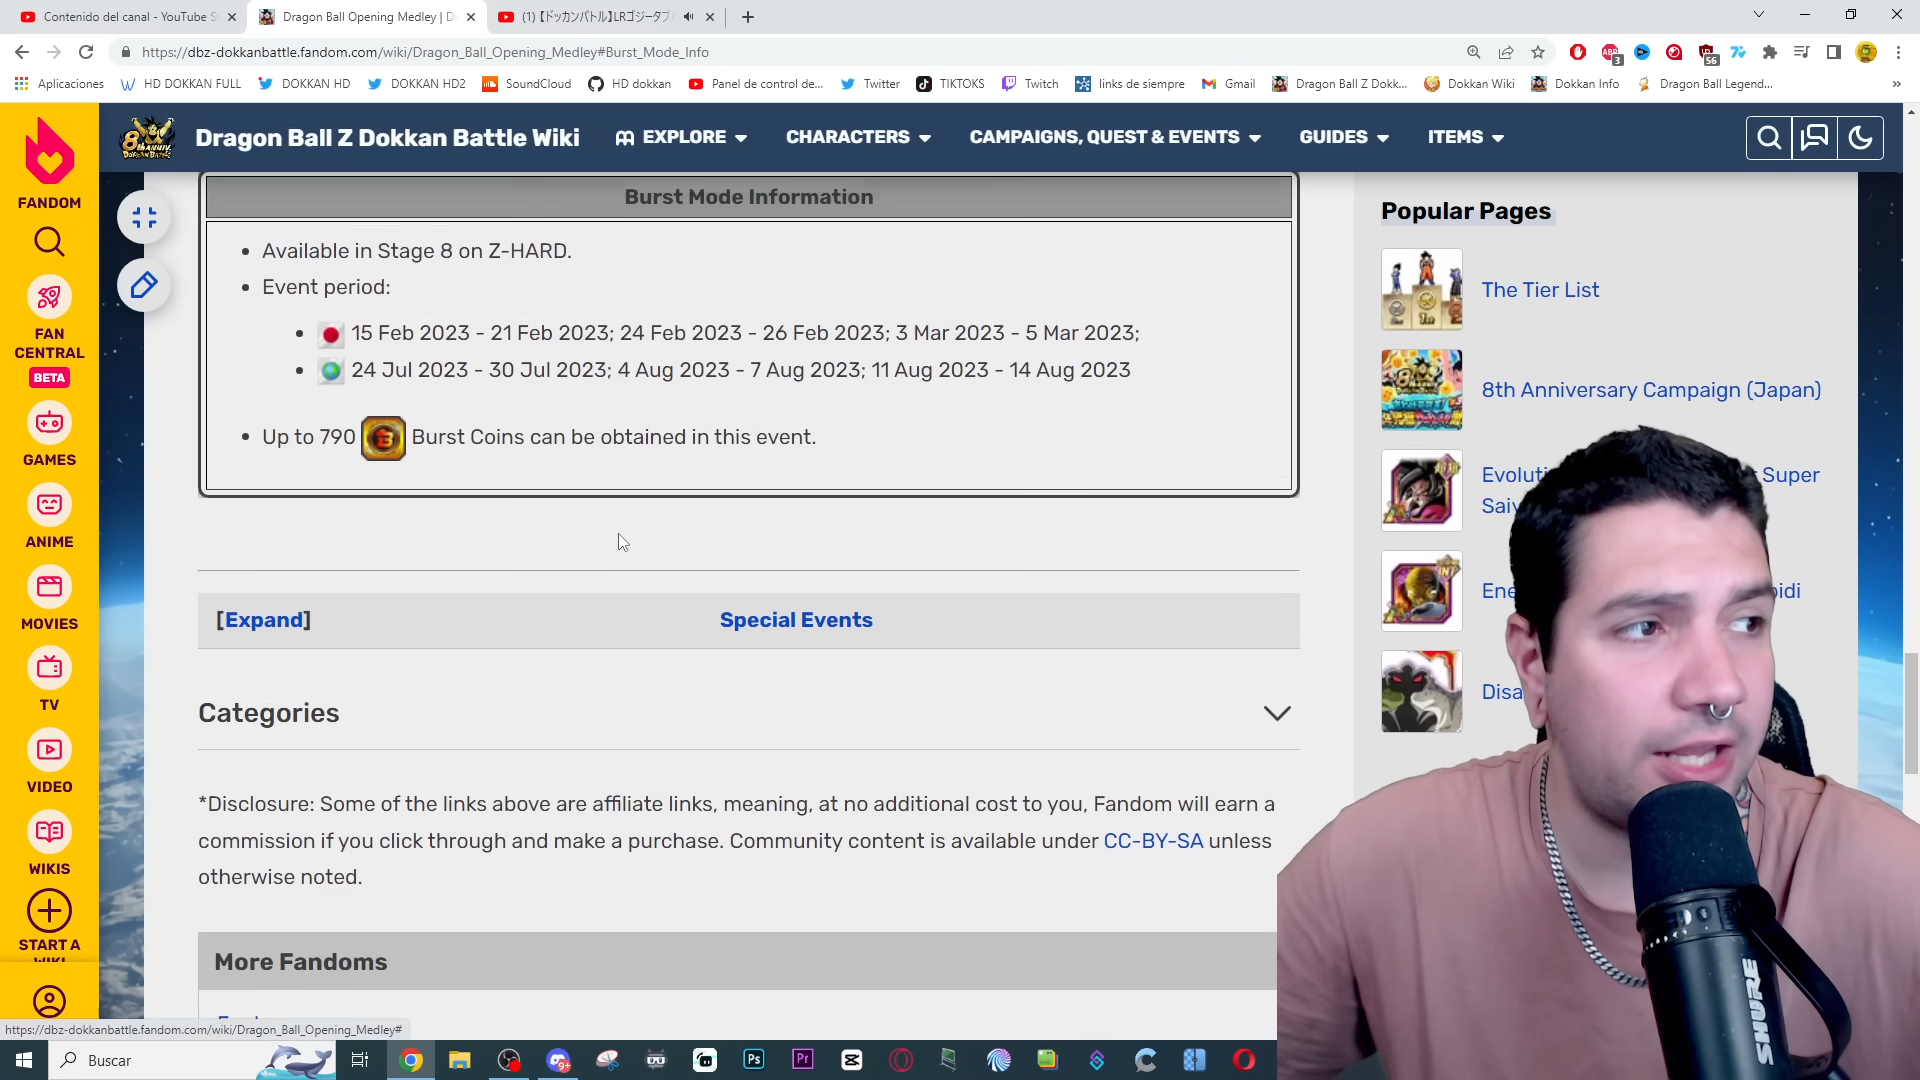 Contenido del canal - YouTube S
Dragon Ball Opening Medley | D
(1)【ドッカンバトル】LRゴジータブ
https://dbz-dokkanbattle.fandom.com/wiki/Dragon_Ball_Opening_Medley#Burst_Mode_Info
3
56
Aplicaciones
HD DOKKAN FULL
DOKKAN HD
DOKKAN HD2
SoundCloud
HD dokkan
Panel de control de...
Twitter
TIKTOKS
Twitch
links de siempre
Gmail
Dragon Ball Z Dokk...
Dokkan Wiki
Dokkan Info
Dragon Ball Legend...
»
Dragon Ball Z Dokkan Battle Wiki
EXPLORE
CHARACTERS
CAMPAIGNS, QUEST & EVENTS
GUIDES
ITEMS
FANDOM
FAN
CENTRAL
BETA
GAMES
ANIME
MOVIES
TV
VIDEO
WIKIS
START A
WIKI
Burst Mode Information
• Available in Stage 8 on Z-HARD.
• Event period:
• 15 Feb 2023 - 21 Feb 2023; 24 Feb 2023 - 26 Feb 2023; 3 Mar 2023 - 5 Mar 2023;
• 24 Jul 2023 - 30 Jul 2023; 4 Aug 2023 - 7 Aug 2023; 11 Aug 2023 - 14 Aug 2023
• Up to 790 Burst Coins can be obtained in this event.
[Expand]
Special Events
Categories
*Disclosure: Some of the links above are affiliate links, meaning, at no additional cost to you, Fandom will earn a
commission if you click through and make a purchase. Community content is available under CC-BY-SA unless
otherwise noted.
More Fandoms
Popular Pages
The Tier List
8th Anniversary Campaign (Japan)
Super
SHURE
https://dbz-dokkanbattle.fandom.com/wiki/Dragon_Ball_Opening_Medley#
Buscar
9+
Ps
Pr